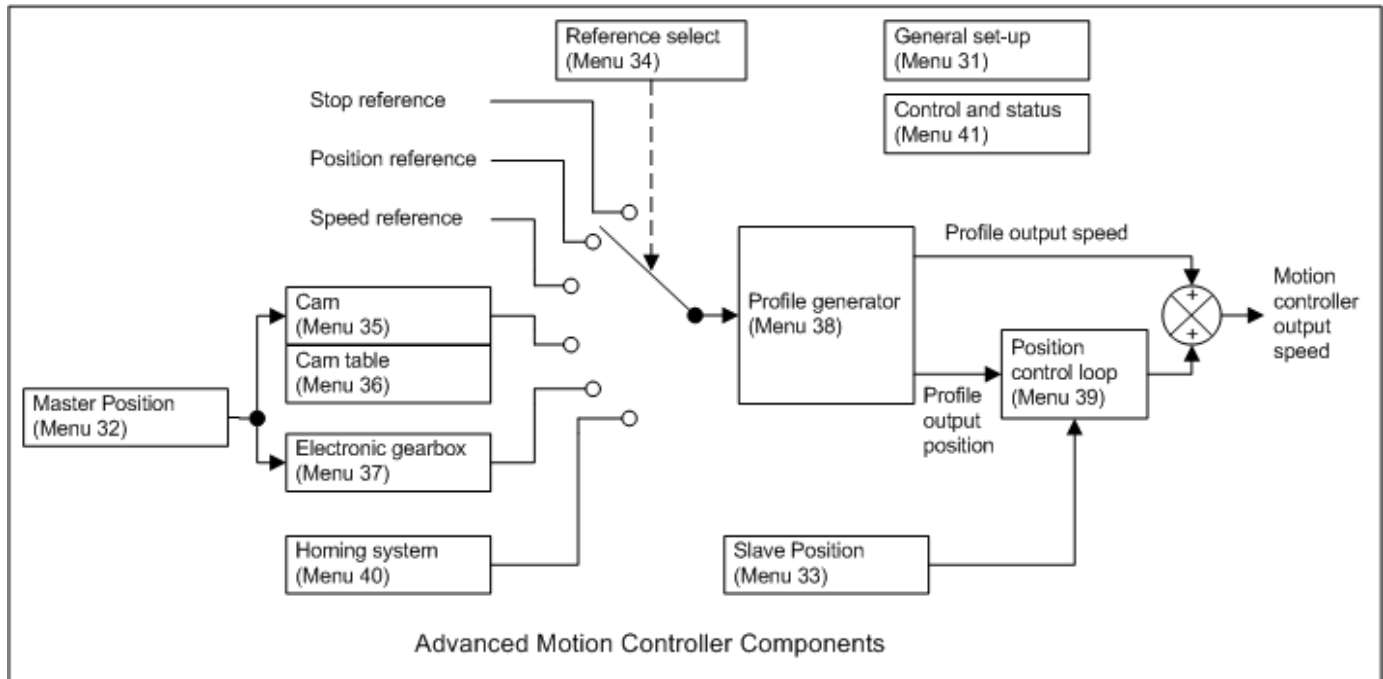 Reference select
(Menu 34)
General set-up
(Menu 31)
Stop reference
Control and status
(Menu 41)
Position reference
Speed reference
Profile output speed
Cam
(Menu 35)
Cam table
(Menu 36)
Profile generator
(Menu 38)
+
+
Motion
controller
output
speed
Position
control loop
(Menu 39)
Master Position
(Menu 32)
Profile
output
position
Electronic gearbox
(Menu 37)
Homing system
(Menu 40)
Slave Position
(Menu 33)
Advanced Motion Controller Components